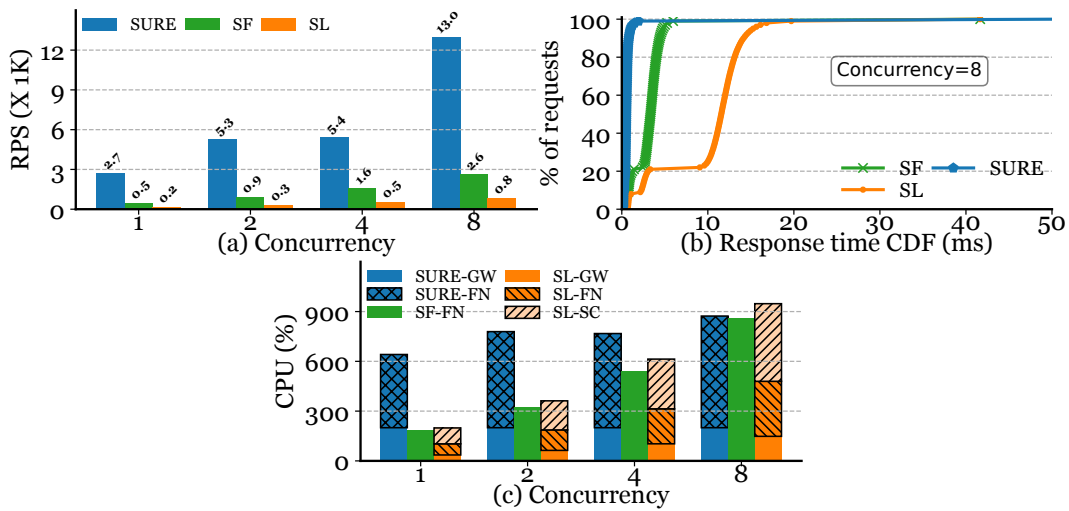 SURE SF SL
RPS (X 1K)
12
9
6
3
0
2.7 0.5 0.2
5.3 0.9 0.3
5.4 1.6 0.5
13.0 2.6 0.8
1 2 4 8
(a) Concurrency
% of requests
100
80
60
40
20
0
Concurrency=8
SF SURE
SL
0 10 20 30 40 50
(b) Response time CDF (ms)
SURE-GW SL-GW
SURE-FN SL-FN
SF-FN SL-SC
CPU (%)
900
600
300
0
1 2 4 8
(c) Concurrency